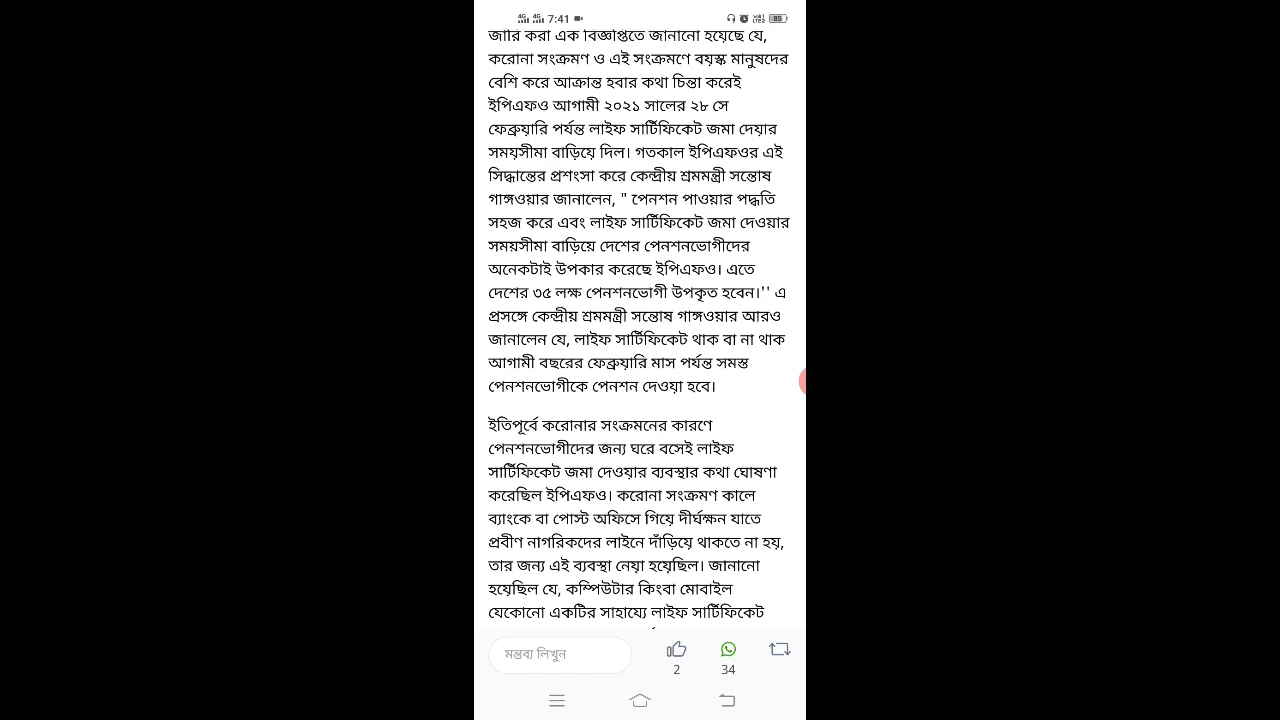 4G 4G 7:41 VoLTE LTE2 85
জারি করা এক বিজ্ঞপ্তিতে জানানো হয়েছে যে,
করোনা সংক্রমণ ও এই সংক্রমণে বয়স্ক মানুষদের
বেশি করে আক্রান্ত হবার কথা চিন্তা করেই
ইপিএফও আগামী ২০২১ সালের ২৮ সে
ফেব্রুয়ারি পর্যন্ত লাইফ সার্টিফিকেট জমা দেয়ার
সময়সীমা বাড়িয়ে দিল। গতকাল ইপিএফওর এই
সিদ্ধান্তের প্রশংসা করে কেন্দ্রীয় শ্রমমন্ত্রী সন্তোষ
গাঙ্গওয়ার জানালেন, " পেনশন পাওয়ার পদ্ধতি
সহজ করে এবং লাইফ সার্টিফিকেট জমা দেওয়ার
সময়সীমা বাড়িয়ে দেশের পেনশনভোগীদের
অনেকটাই উপকার করেছে ইপিএফও। এতে
দেশের ৩৫ লক্ষ পেনশনভোগী উপকৃত হবেন।'' এ
প্রসঙ্গে কেন্দ্রীয় শ্রমমন্ত্রী সন্তোষ গাঙ্গওয়ার আরও
জানালেন যে, লাইফ সার্টিফিকেট থাক বা না থাক
আগামী বছরের ফেব্রুয়ারি মাস পর্যন্ত সমস্ত
পেনশনভোগীকে পেনশন দেওয়া হবে।
ইতিপূর্বে করোনার সংক্রমনের কারণে
পেনশনভোগীদের জন্য ঘরে বসেই লাইফ
সার্টিফিকেট জমা দেওয়ার ব্যবস্থার কথা ঘোষণা
করেছিল ইপিএফও। করোনা সংক্রমণ কালে
ব্যাংকে বা পোস্ট অফিসে গিয়ে দীর্ঘক্ষন যাতে
প্রবীণ নাগরিকদের লাইনে দাঁড়িয়ে থাকতে না হয়,
তার জন্য এই ব্যবস্থা নেয়া হয়েছিল। জানানো
হয়েছিল যে, কম্পিউটার কিংবা মোবাইল
যেকোনো একটির সাহায্যে লাইফ সার্টিফিকেট
মন্তব্য লিখুন
2 34